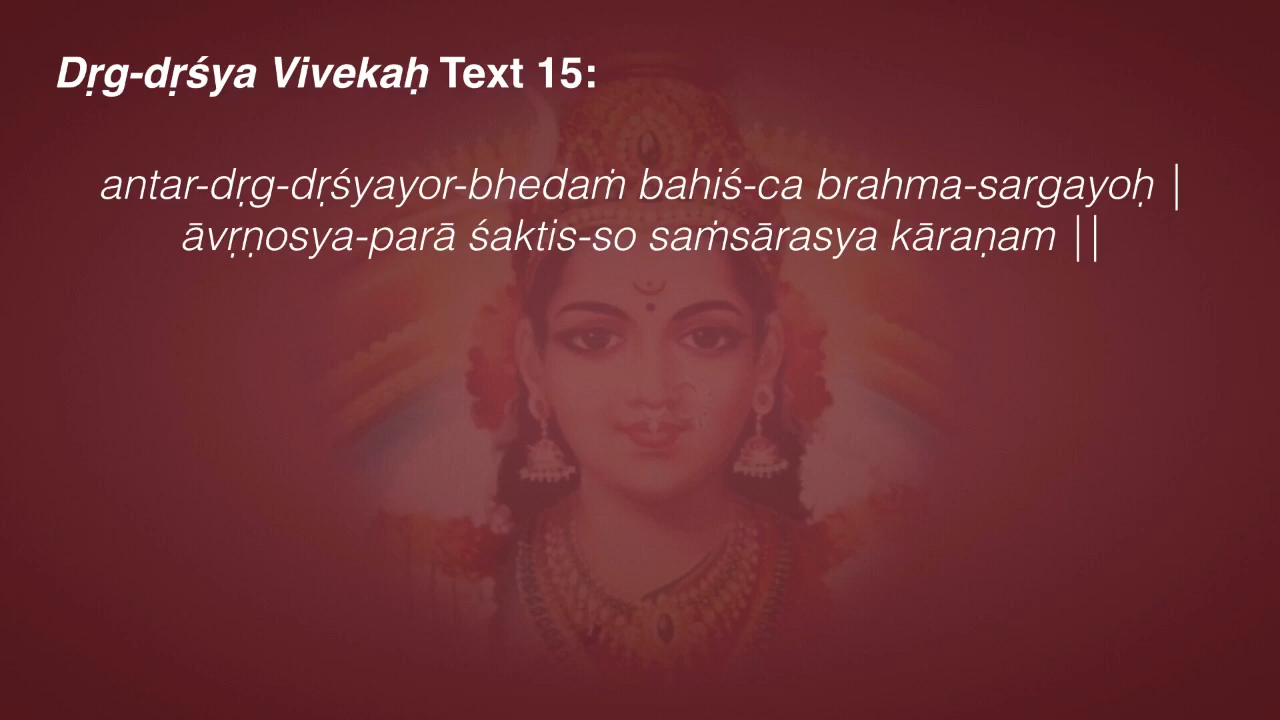 Dṛg-dṛśya Vivekaḥ Text 15:
antar-dṛg-dṛśyayor-bhedaṁ bahiś-ca brahma-sargayoḥ |
āvṛṇosya-parā śaktis-so saṁsārasya kāraṇam ||